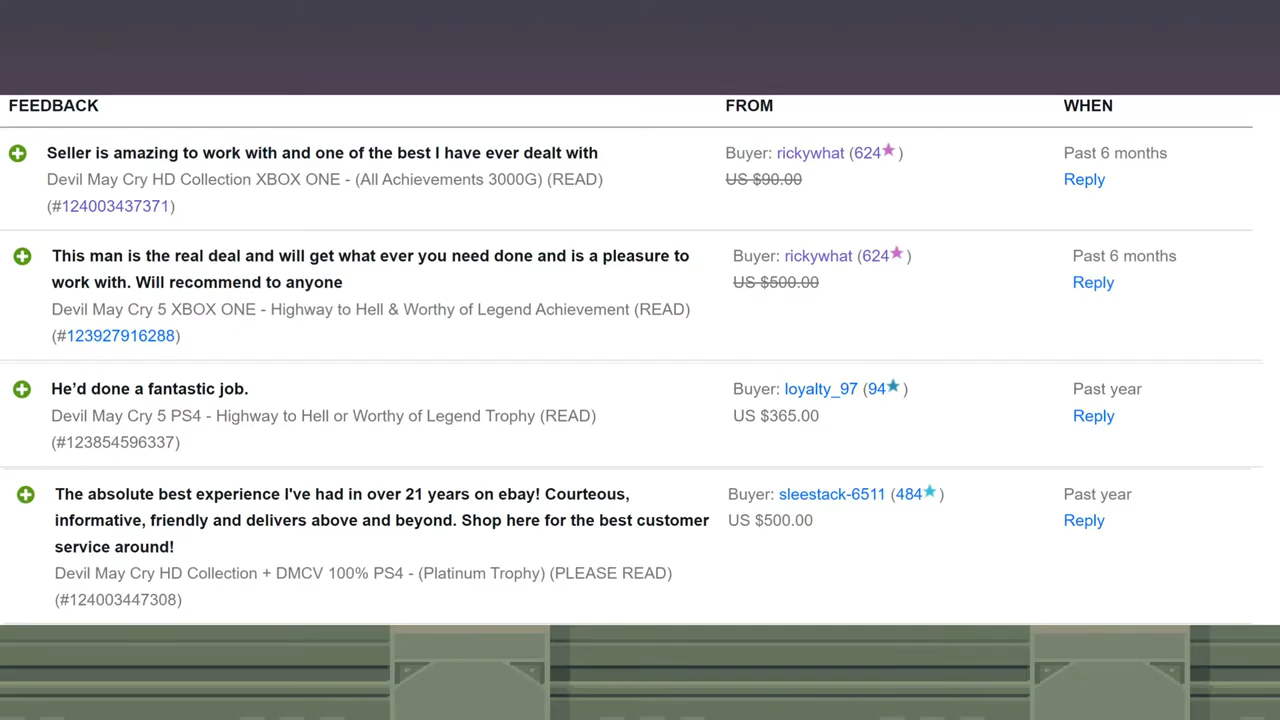 FEEDBACK FROM WHEN
Seller is amazing to work with and one of the best I have ever dealt with Buyer: rickywhat (624★) Past 6 months
Devil May Cry HD Collection XBOX ONE - (All Achievements 3000G) (READ) US $90.00 Reply
(#124003437371)
This man is the real deal and will get what ever you need done and is a pleasure to Buyer: rickywhat (624★) Past 6 months
work with. Will recommend to anyone US $500.00 Reply
Devil May Cry 5 XBOX ONE - Highway to Hell & Worthy of Legend Achievement (READ)
(#123927916288)
He’d done a fantastic job. Buyer: loyalty_97 (94★) Past year
Devil May Cry 5 PS4 - Highway to Hell or Worthy of Legend Trophy (READ) US $365.00 Reply
(#123854596337)
The absolute best experience I've had in over 21 years on ebay! Courteous, Buyer: sleestack-6511 (484★) Past year
informative, friendly and delivers above and beyond. Shop here for the best customer US $500.00 Reply
service around!
Devil May Cry HD Collection + DMCV 100% PS4 - (Platinum Trophy) (PLEASE READ)
(#124003447308)